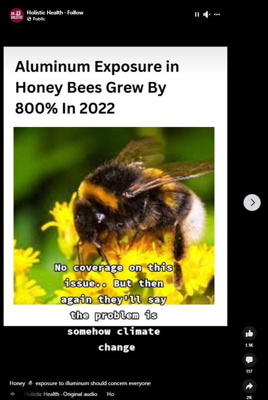 Holistic Health · Follow
Public
Aluminum Exposure in
Honey Bees Grew By
800% In 2022
No coverage on this
issue.. But then
again they'll say
the problem is
somehow climate
change
1.1K
117
2K
Honey 🐝 exposure to illuminum should concern everyone
Holistic Health · Original audio Ho